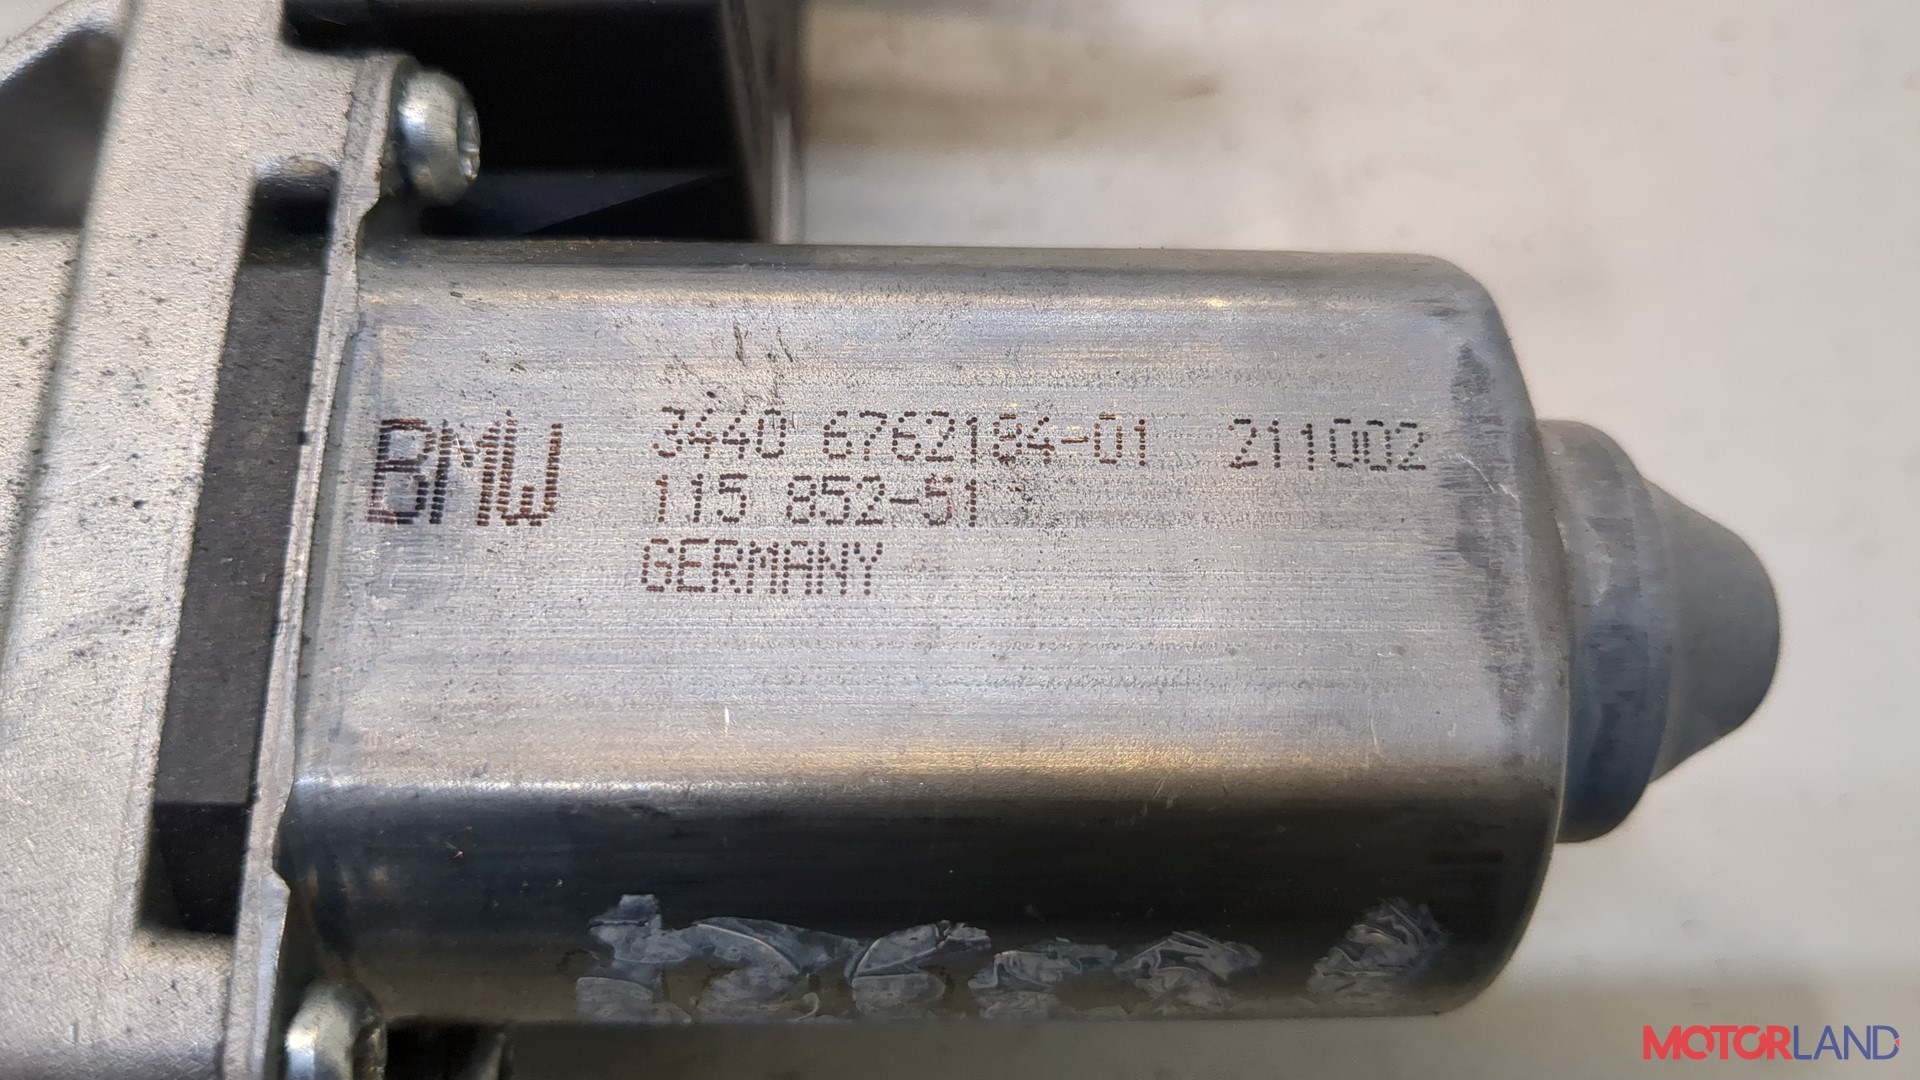 BMW 3440 6762184-01 211002
115 852-51
GERMANY
MOTORLAND